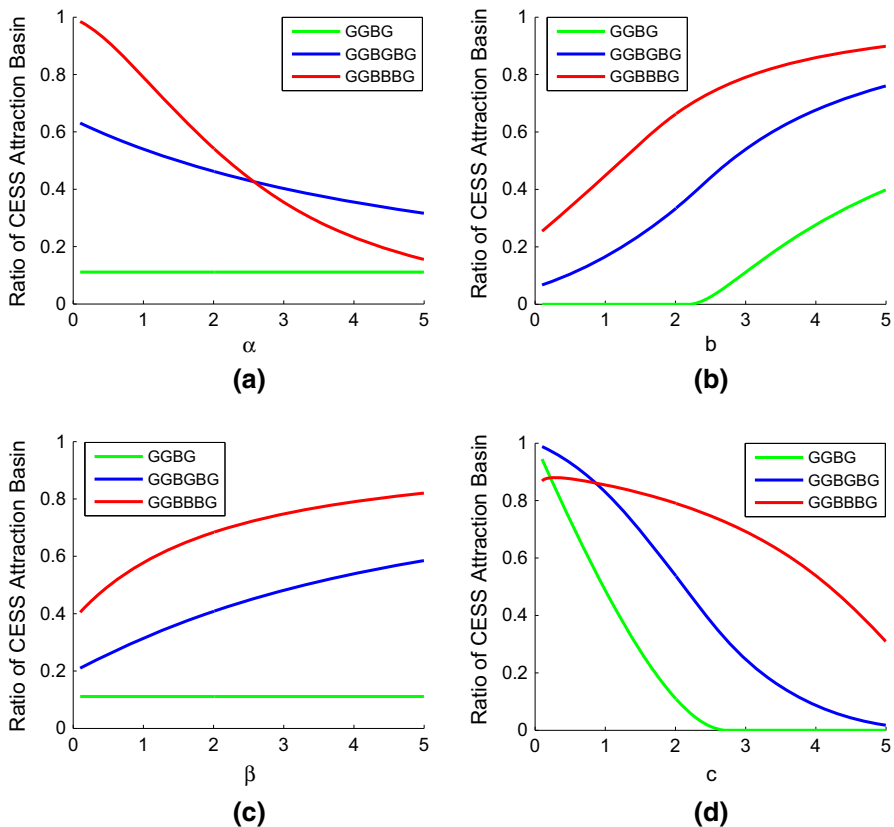 Ratio of CESS Attraction Basin
1
0.8
0.6
0.4
0.2
0
GGBG
GGBGBG
GGBBBG
0 1 2 3 4 5
α
(a)
Ratio of CESS Attraction Basin
1
0.8
0.6
0.4
0.2
0
GGBG
GGBGBG
GGBBBG
0 1 2 3 4 5
b
(b)
Ratio of CESS Attraction Basin
1
0.8
0.6
0.4
0.2
0
GGBG
GGBGBG
GGBBBG
0 1 2 3 4 5
β
(c)
Ratio of CESS Attraction Basin
1
0.8
0.6
0.4
0.2
0
GGBG
GGBGBG
GGBBBG
0 1 2 3 4 5
c
(d)